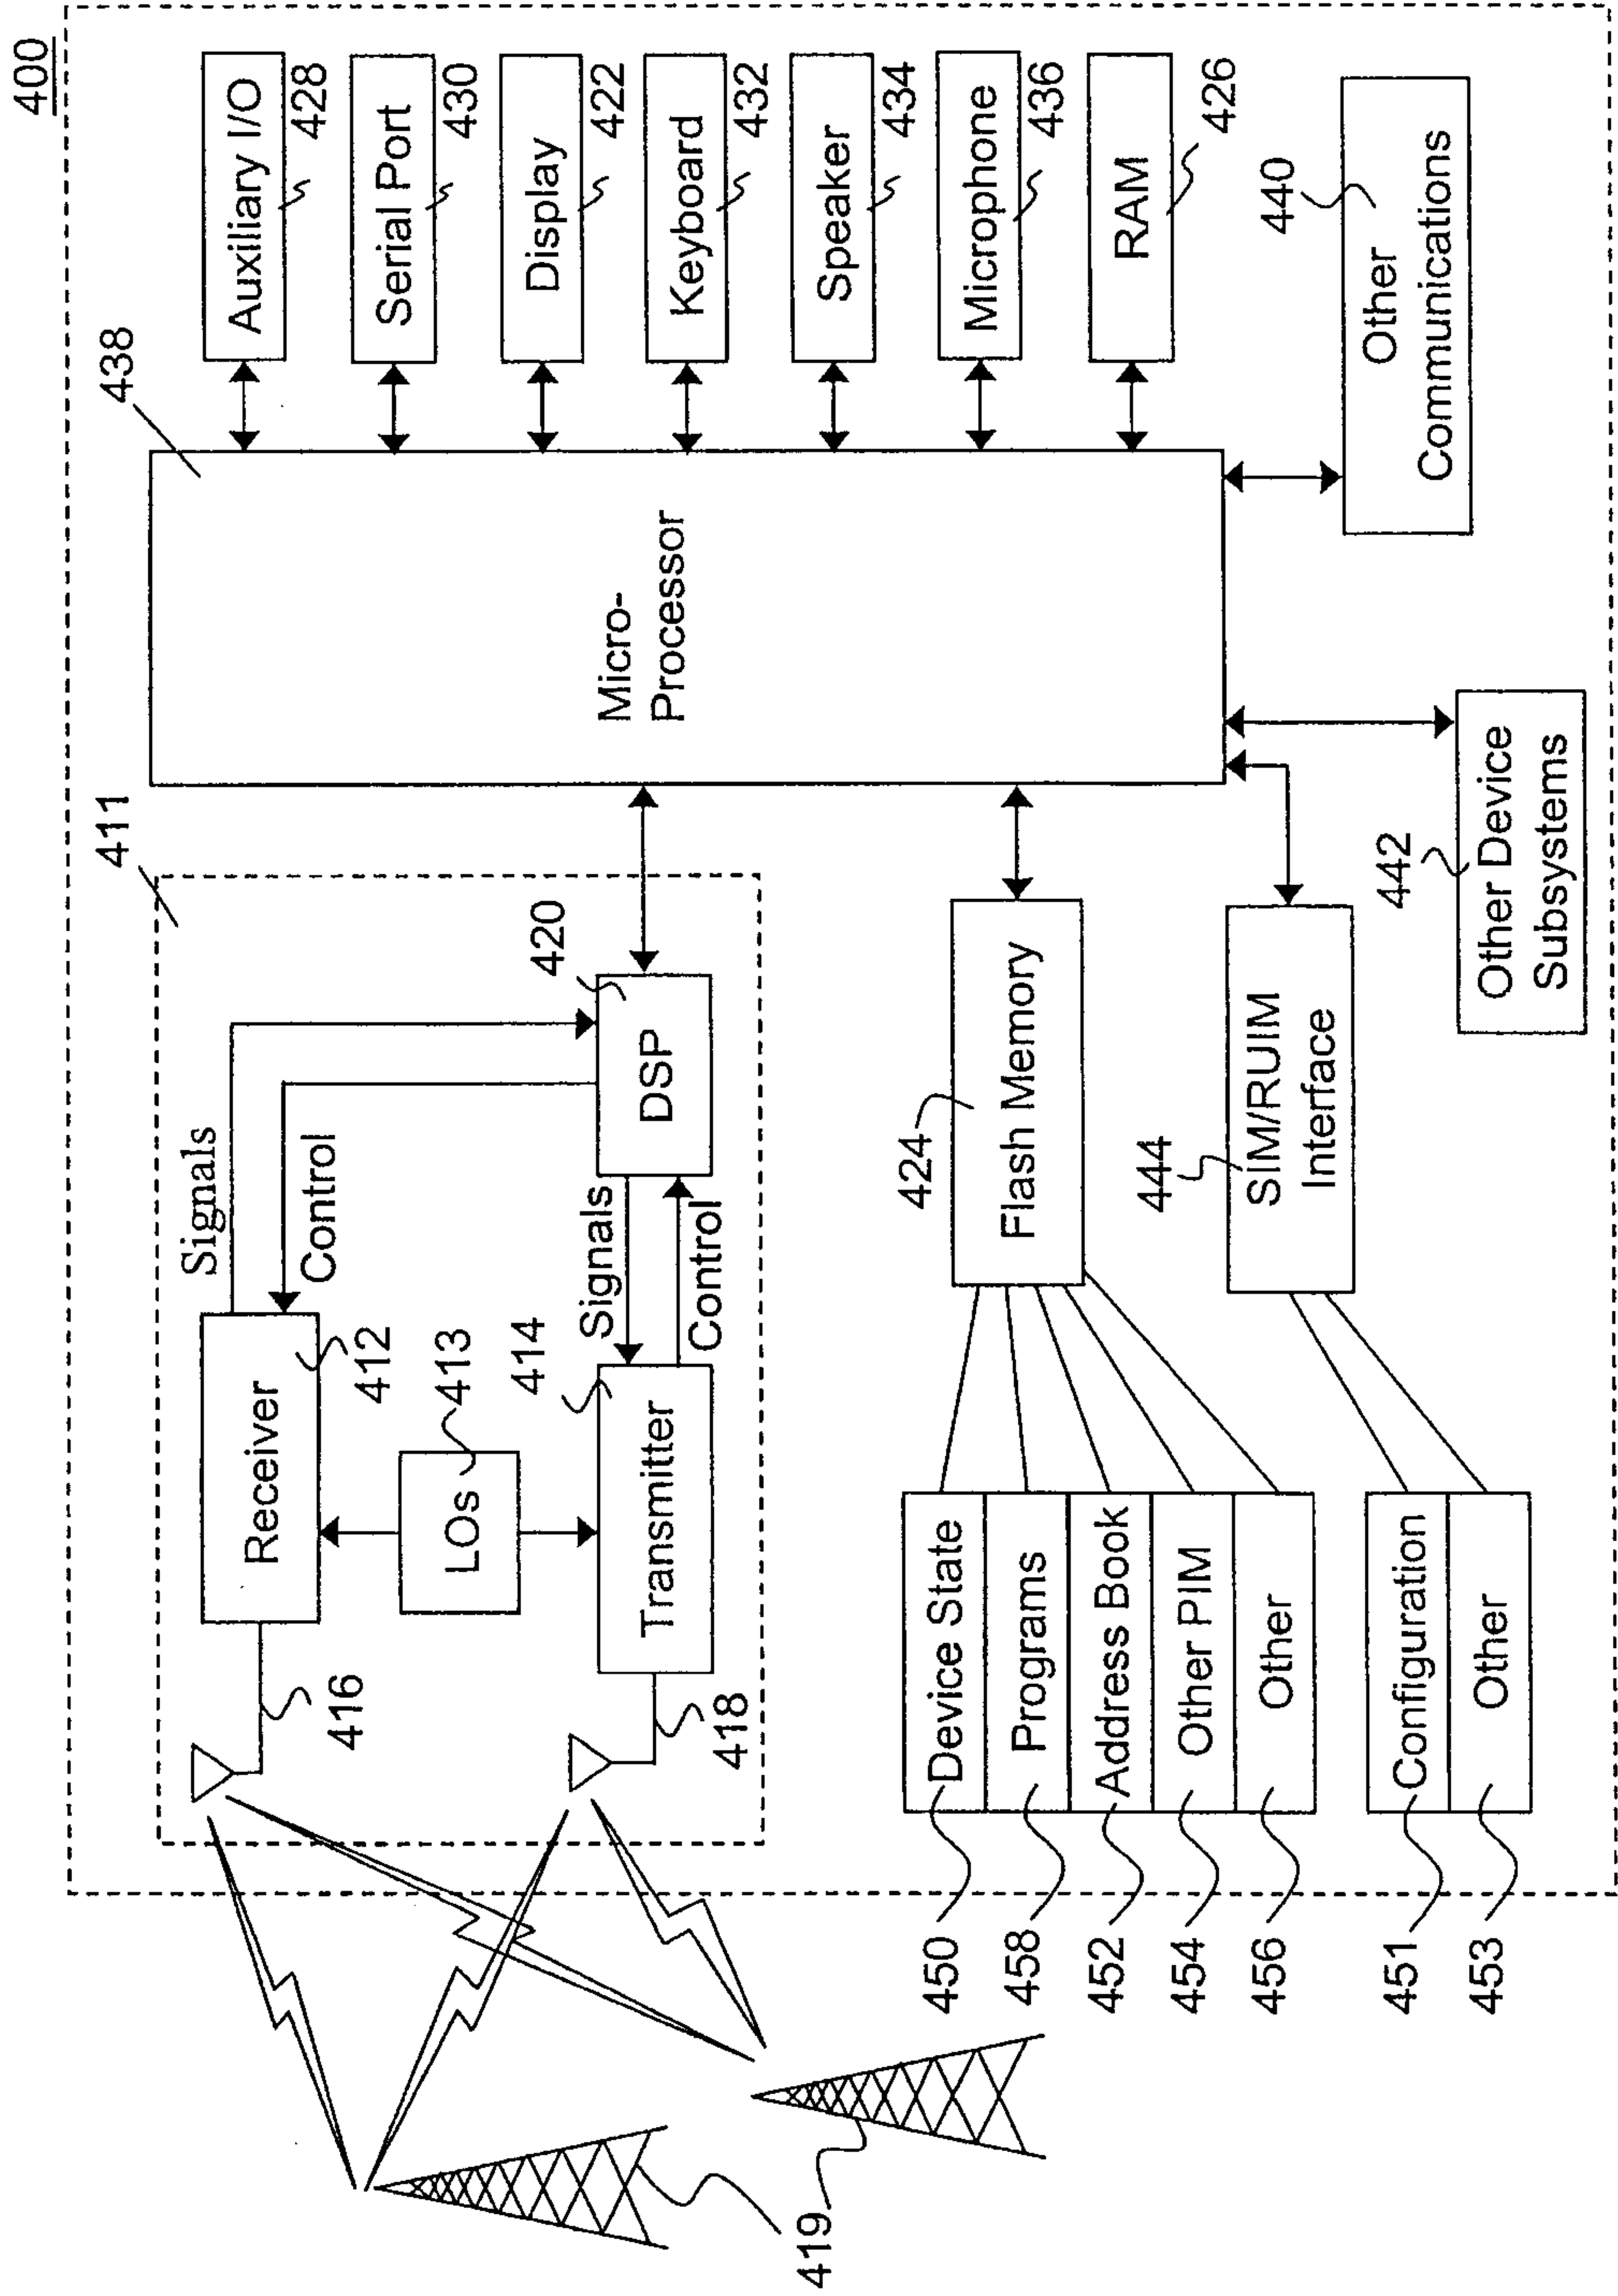 400
438
411
Auxiliary I/O
428
Serial Port
430
Display
422
Keyboard
432
Speaker
434
Microphone
436
RAM
426
Other
Communications
440
Micro-
Processor
Signals
Control
420
DSP
Receiver
412
LOs
413
414
Signals
Control
Transmitter
416
418
419
424
Flash Memory
444
SIM/RUIM
Interface
442
Other Device
Subsystems
Device State
Programs
Address Book
Other PIM
Other
Configuration
Other
450
458
452
454
456
451
453